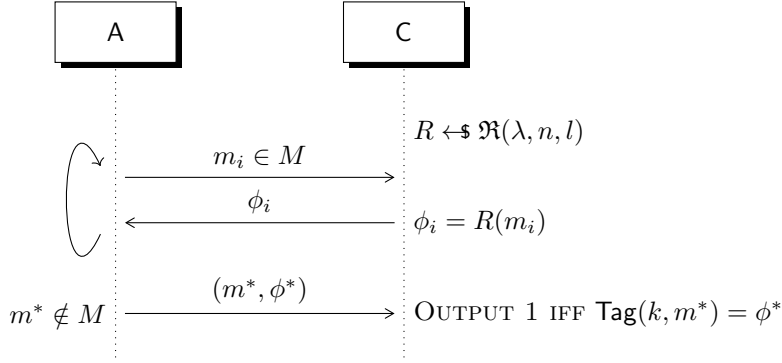 A C
R ←$ ℜ(λ, n, l)
m_i ∈ M
ϕ_i
ϕ_i = R(m_i)
m* ∉ M (m*, ϕ*) OUTPUT 1 IFF Tag(k, m*) = ϕ*